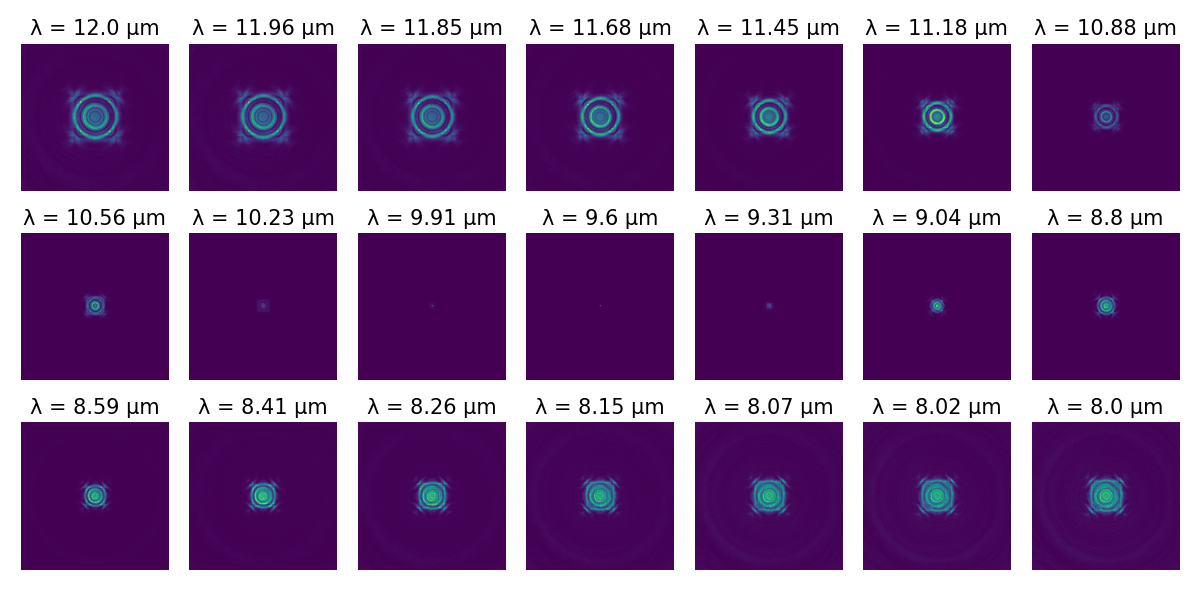 λ = 12.0 μm λ = 11.96 μm λ = 11.85 μm λ = 11.68 μm λ = 11.45 μm λ = 11.18 μm λ = 10.88 μm
λ = 10.56 μm λ = 10.23 μm λ = 9.91 μm λ = 9.6 μm λ = 9.31 μm λ = 9.04 μm λ = 8.8 μm
λ = 8.59 μm λ = 8.41 μm λ = 8.26 μm λ = 8.15 μm λ = 8.07 μm λ = 8.02 μm λ = 8.0 μm